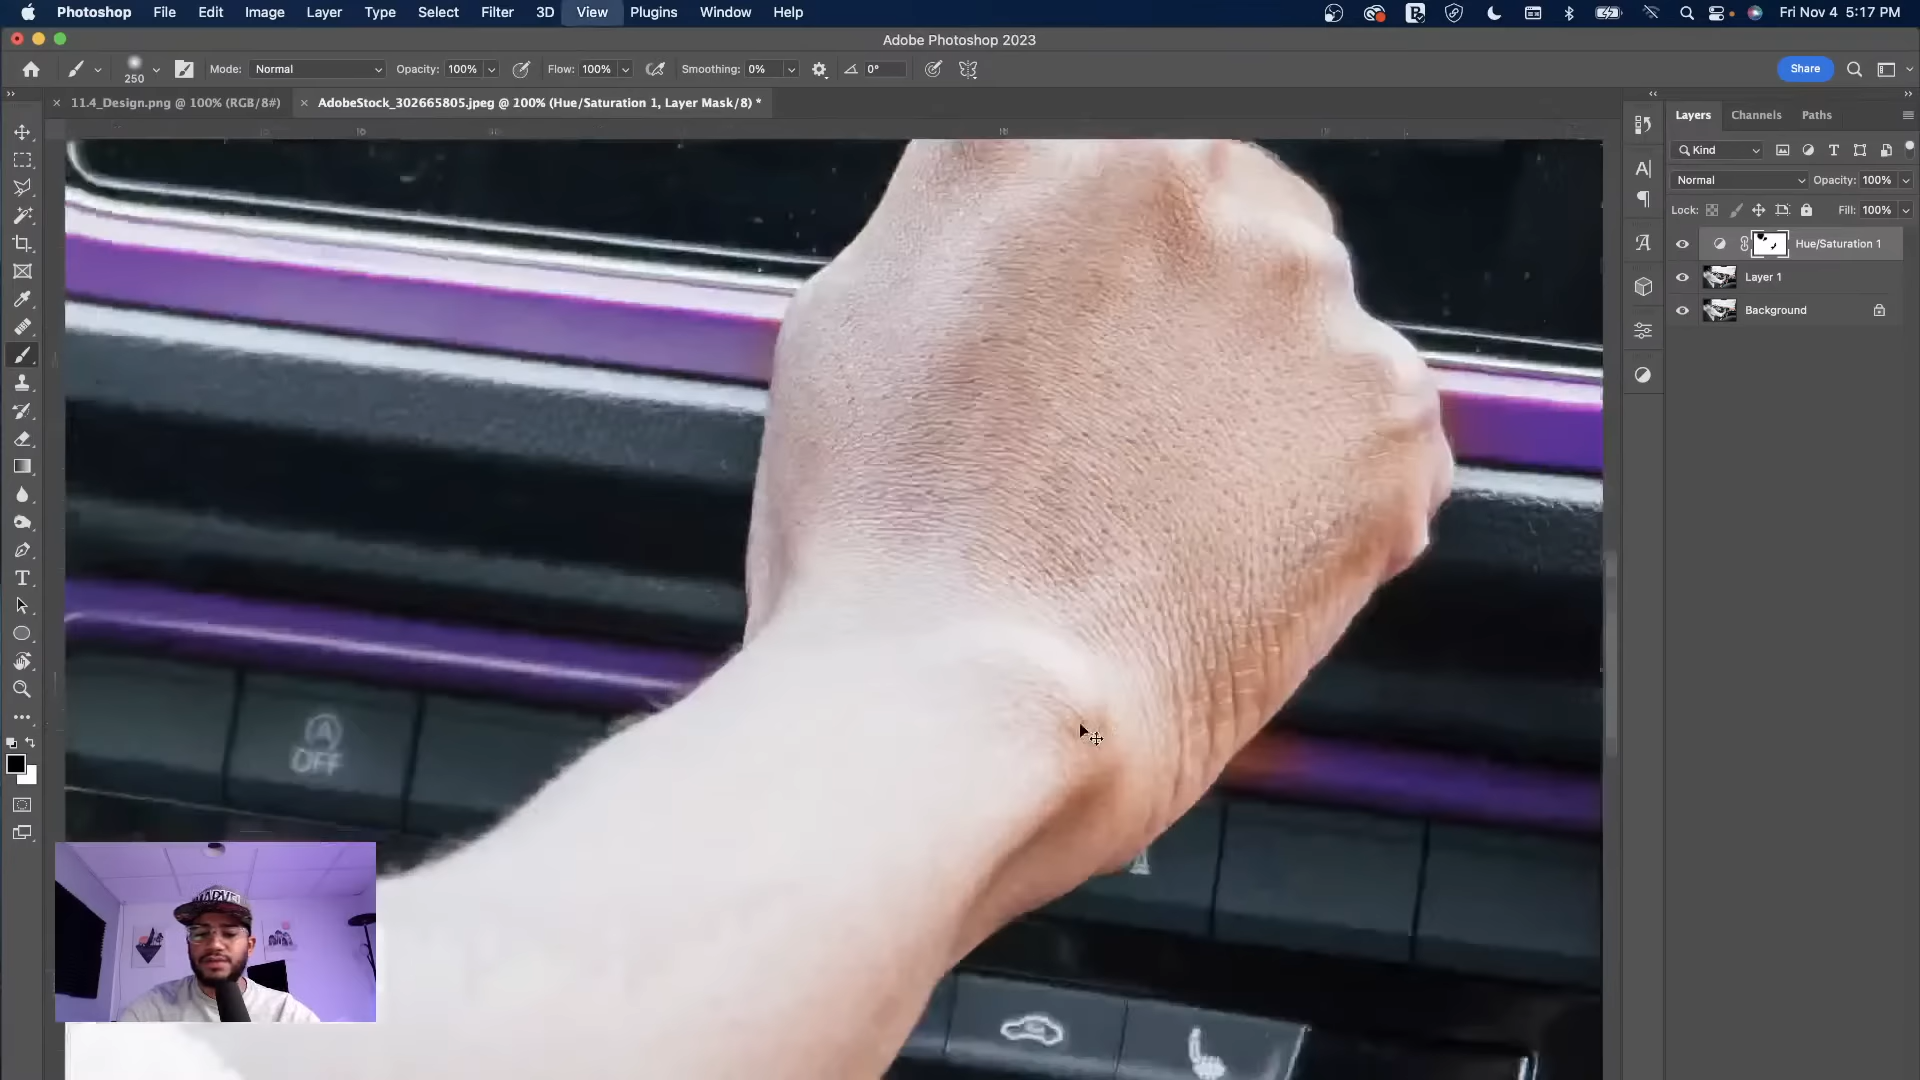 Photoshop File Edit Image Layer Type Select Filter 3D View Plugins Window Help Fri Nov 4 5:17 PM
Adobe Photoshop 2023
250 Mode: Normal Opacity: 100% Flow: 100% Smoothing: 0% 0° Share
11.4_Design.png @ 100% (RGB/8#) AdobeStock_302665805.jpeg @ 100% (Hue/Saturation 1, Layer Mask/8) *
Layers Channels Paths
Kind
Normal Opacity: 100%
Lock: Fill: 100%
Hue/Saturation 1
Layer 1
Background
A
OFF
MARVEL